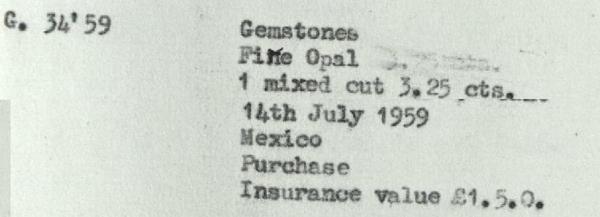 G. 34'59
Gemstones
Fire Opal
1 mixed cut 3.25 cts.
14th July 1959
Mexico
Purchase
Insurance value £1.5.0.